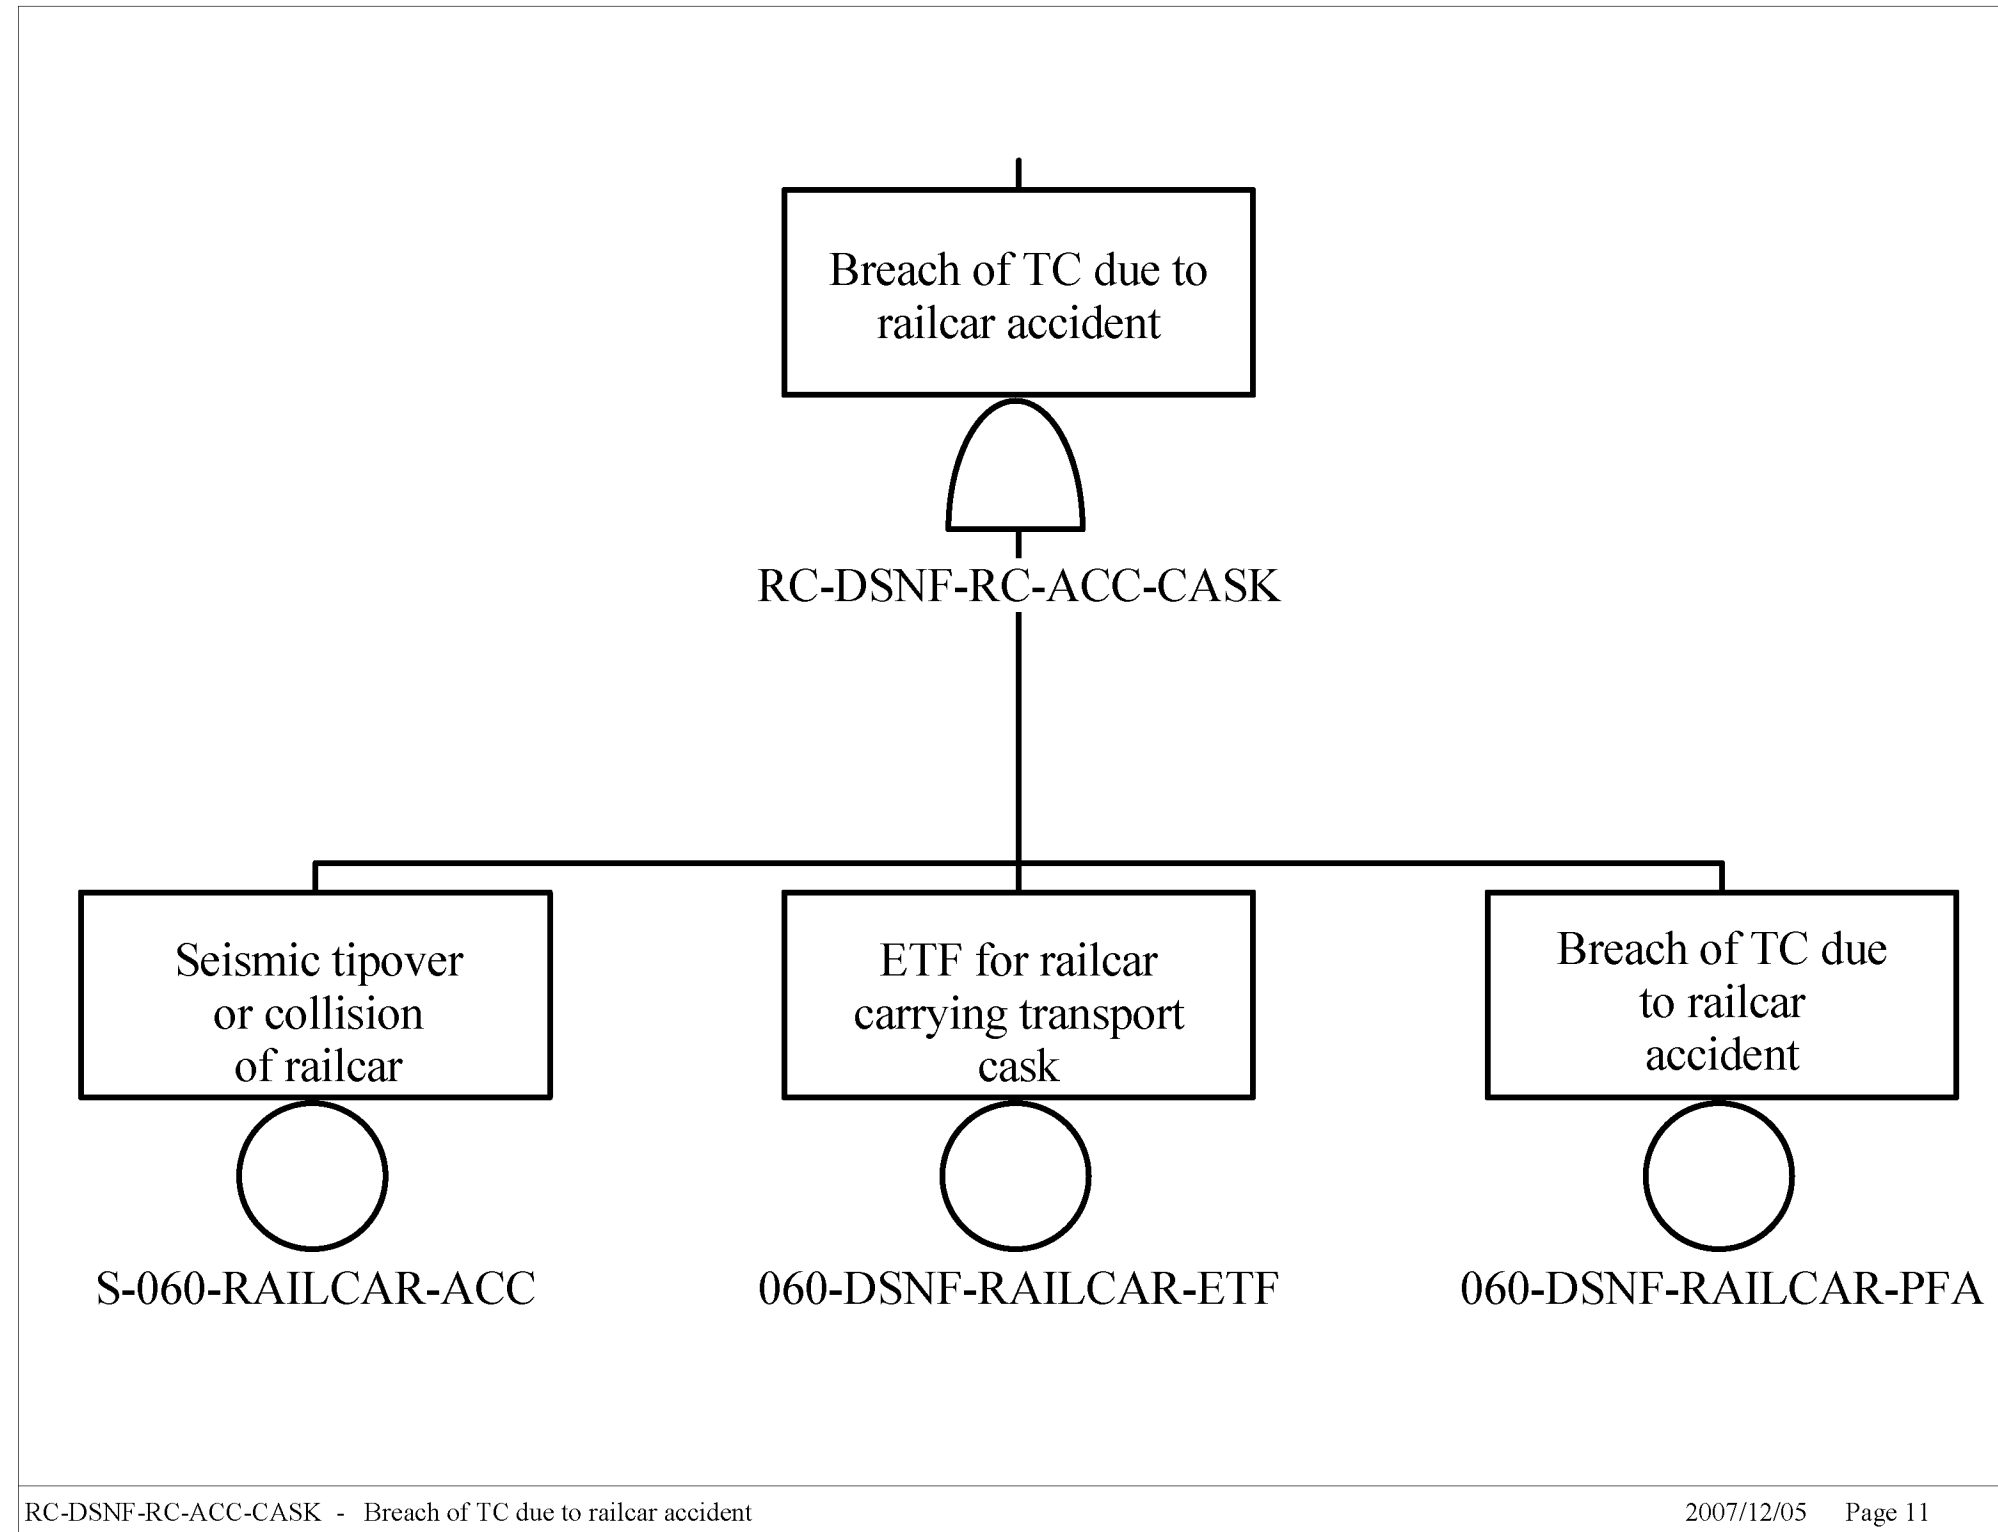 Breach of TC due to
railcar accident
RC-DSNF-RC-ACC-CASK
Seismic tipover
or collision
of railcar
S-060-RAILCAR-ACC
ETF for railcar
carrying transport
cask
060-DSNF-RAILCAR-ETF
Breach of TC due
to railcar
accident
060-DSNF-RAILCAR-PFA
RC-DSNF-RC-ACC-CASK - Breach of TC due to railcar accident
2007/12/05 Page 11